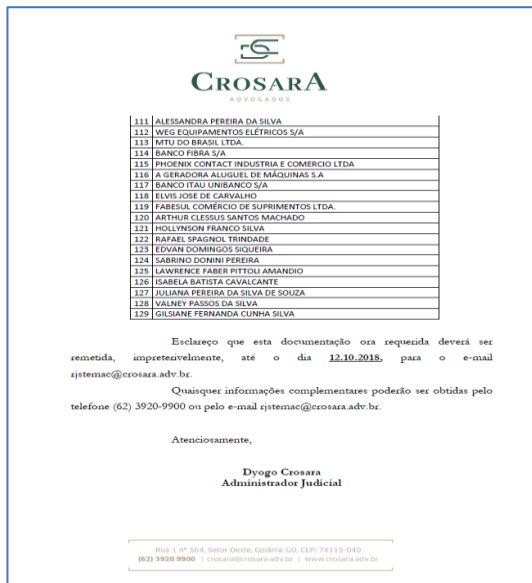 CROSARA
ADVOGADOS
111 ALESSANDRA PEREIRA DA SILVA
112 WEG EQUIPAMENTOS ELÉTRICOS S/A
113 MTU DO BRASIL LTDA.
114 BANCO FIBRA S/A
115 PHOENIX CONTACT INDUSTRIA E COMERCIO LTDA
116 A GERADORA ALUGUEL DE MÁQUINAS S.A
117 BANCO ITAU UNIBANCO S/A
118 ELVIS JOSE DE CARVALHO
119 FABESUL COMÉRCIO DE SUPRIMENTOS LTDA.
120 ARTHUR CLESSUS SANTOS MACHADO
121 HOLLYNSON FRANCO SILVA
122 RAFAEL SPAGNOL TRINDADE
123 EDVAN DOMINGOS SIQUEIRA
124 SABRINO DONINI PEREIRA
125 LAWRENCE FABER PITTOLI AMANDIO
126 ISABELA BATISTA CAVALCANTE
127 JULIANA PEREIRA DA SILVA DE SOUZA
128 VALNEY PASSOS DA SILVA
129 GILSIANE FERNANDA CUNHA SILVA
Esclareço que esta documentação ora requerida deverá ser
remetida, impreterivelmente, até o dia 12.10.2018, para o e-mail
rjstemac@crosara.adv.br.
Quaisquer informações complementares poderão ser obtidas pelo
telefone (62) 3920-9900 ou pelo e-mail rjstemac@crosara.adv.br.
Atenciosamente,
Dyogo Crosara
Administrador Judicial
Rua 1 nº 564, Setor Oeste, Goiânia-GO, CEP: 74115-040
(62) 3920 9900 | crosara@crosara.adv.br | www.crosara.adv.br